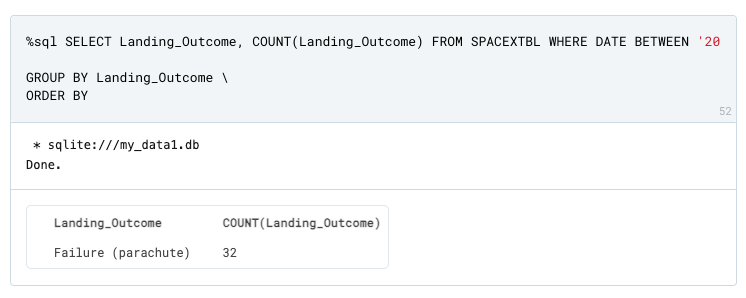 %sql SELECT Landing_Outcome, COUNT(Landing_Outcome) FROM SPACEXTBL WHERE DATE BETWEEN '20
GROUP BY Landing_Outcome \
ORDER BY
52
* sqlite:///my_data1.db
Done.
Landing_Outcome COUNT(Landing_Outcome)
Failure (parachute) 32